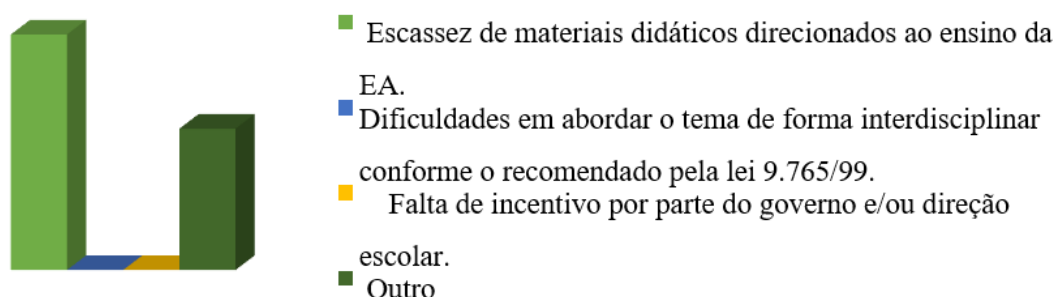 Escassez de materiais didáticos direcionados ao ensino da
EA.
Dificuldades em abordar o tema de forma interdisciplinar
conforme o recomendado pela lei 9.765/99.
Falta de incentivo por parte do governo e/ou direção
escolar.
Outro